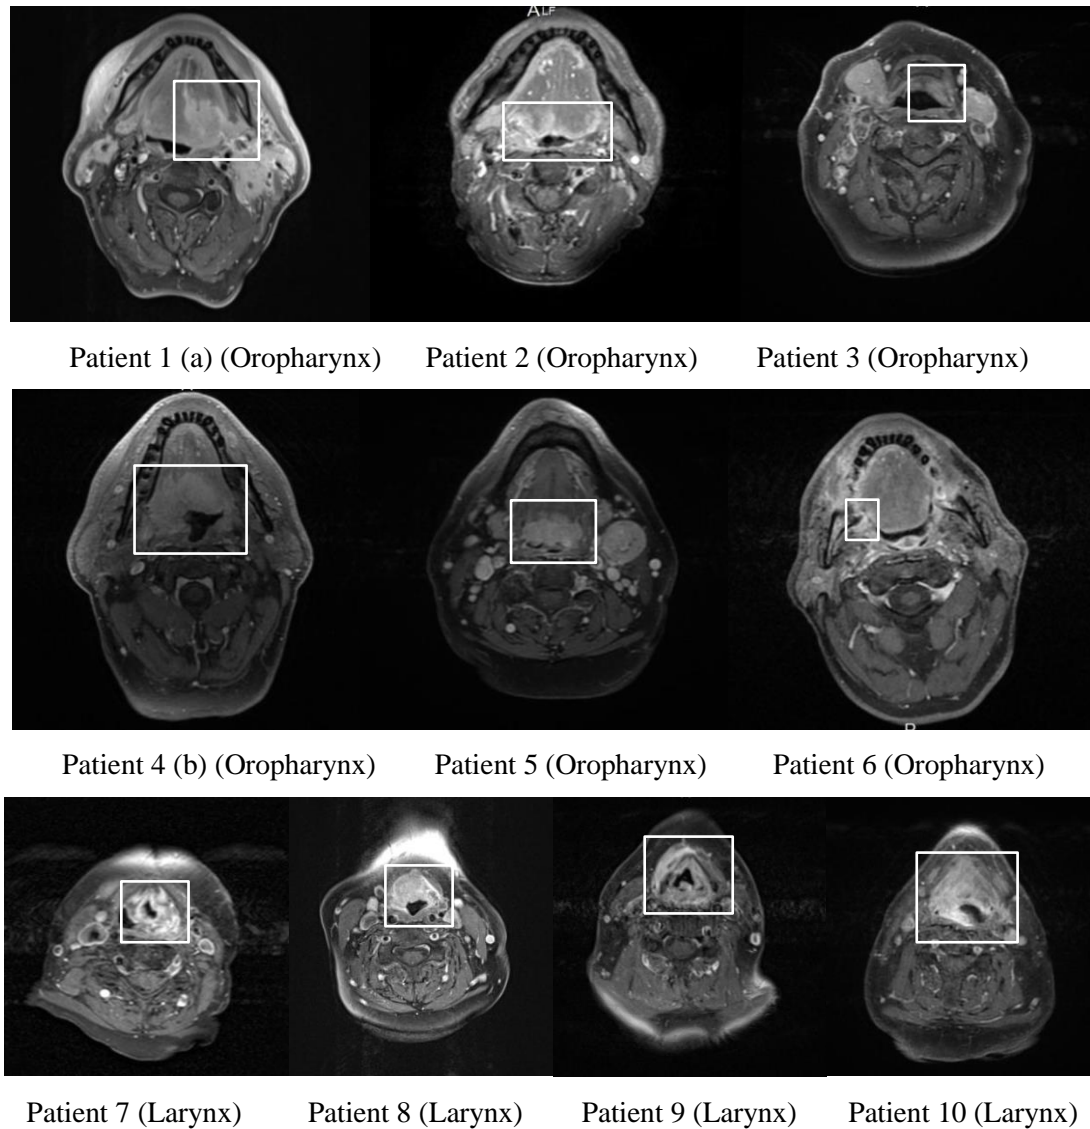 ALF
Patient 1 (a) (Oropharynx) Patient 2 (Oropharynx) Patient 3 (Oropharynx)
Patient 4 (b) (Oropharynx) Patient 5 (Oropharynx) Patient 6 (Oropharynx)
Patient 7 (Larynx) Patient 8 (Larynx) Patient 9 (Larynx) Patient 10 (Larynx)